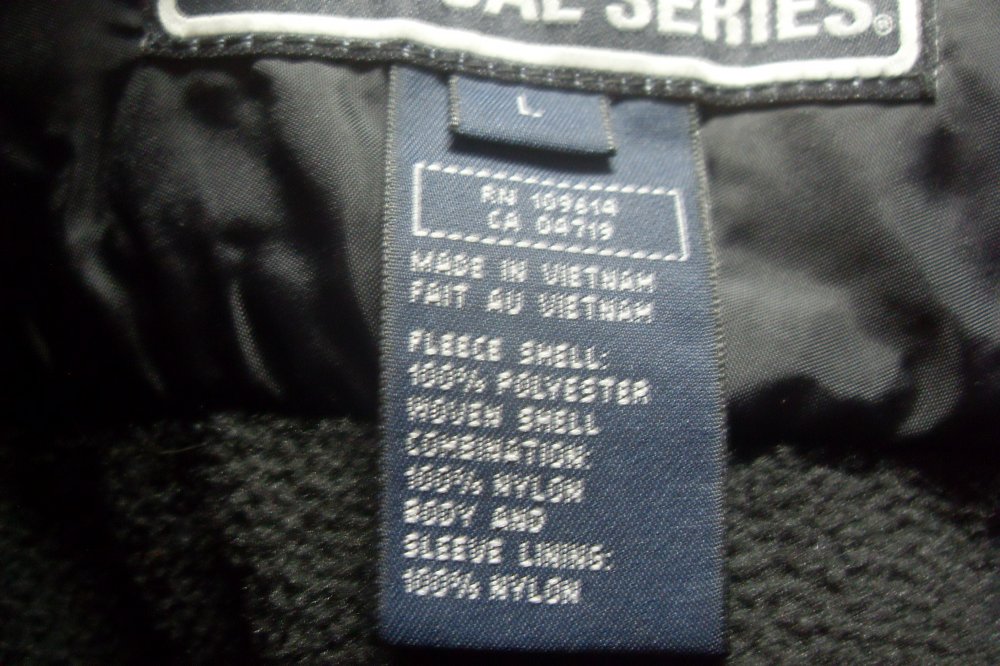 SERIES®
L
RN 109614
CA 04719
MADE IN VIETNAM
FAIT AU VIETNAM
FLEECE SHELL:
100% POLYESTER
WOVEN SHELL
COMBINATION:
100% NYLON
BODY AND
SLEEVE LINING:
100% NYLON